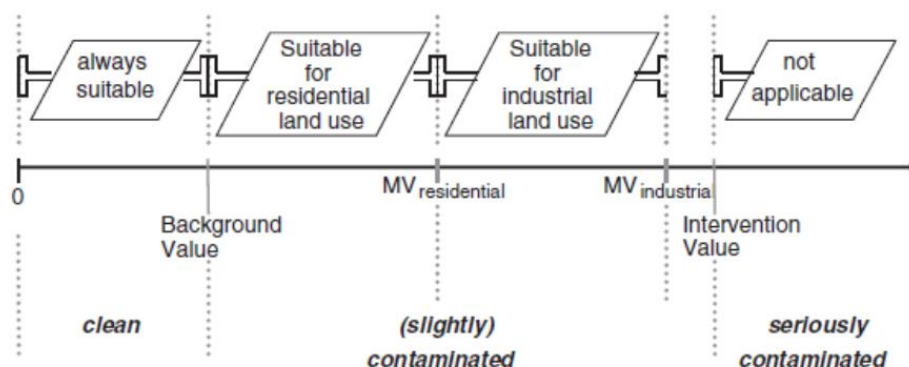 always
suitable
Suitable
for
residential
land use
Suitable
for
industrial
land use
not
applicable
0
MV residential
MV industrial
Background
Value
Intervention
Value
clean
(slightly)
contaminated
seriously
contaminated